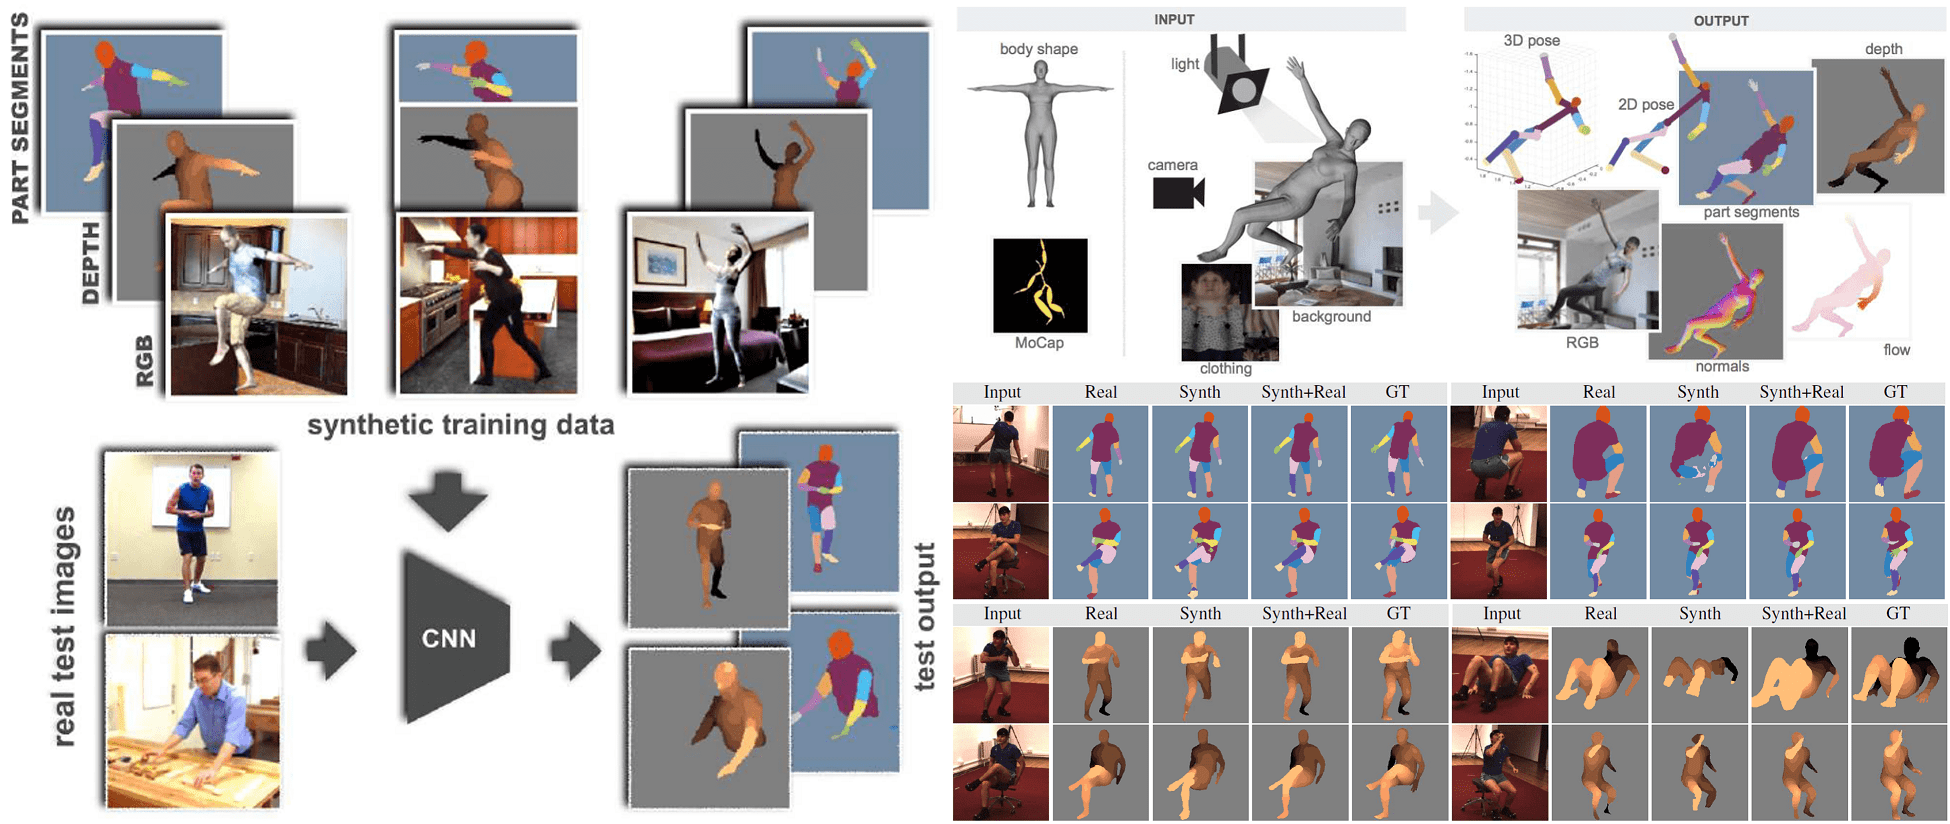 PART SEGMENTS
DEPTH
RGB
synthetic training data
real test images
CNN
test output
INPUT
body shape
light
camera
MoCap
background
clothing
OUTPUT
3D pose
2D pose
depth
part segments
RGB
normals
flow
Input Real Synth Synth+Real GT Input Real Synth Synth+Real GT
Input Real Synth Synth+Real GT Input Real Synth Synth+Real GT